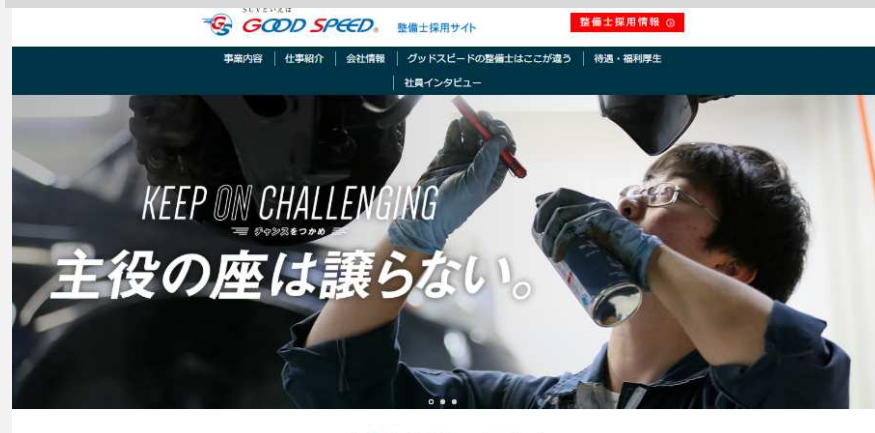 SUVといえば
GOOD SPEED. 整備士採用サイト
整備士採用情報
事業内容 仕事紹介 会社情報 グッドスピードの整備士はここが違う 待遇・福利厚生
社員インタビュー
KEEP ON CHALLENGING
チャンスをつかめ
主役の座は譲らない。